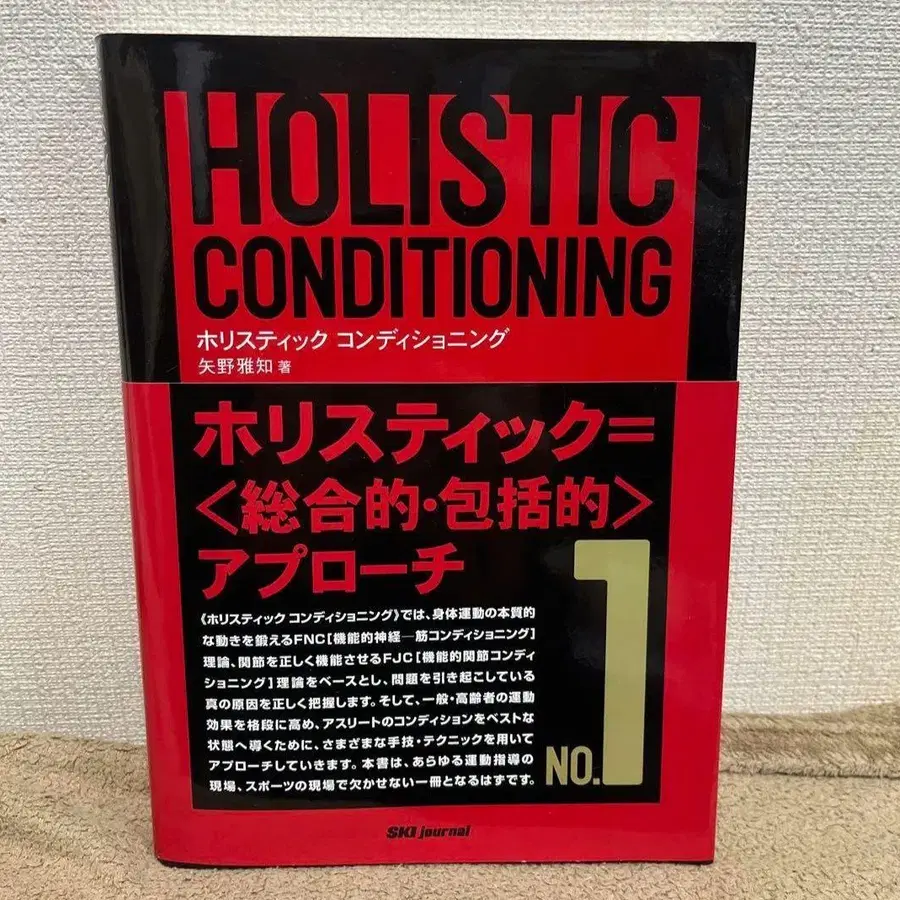 HOLISTIC
CONDITIONING
ホリスティック コンディショニング
矢野雅知 著
ホリスティック=
〈総合的・包括的〉
アプローチ
《ホリスティック コンディショニング》では、身体運動の本質的
な動きを鍛えるFNC[機能的神経―筋コンディショニング]
理論、関節を正しく機能させるFJC[機能的関節コンディ
ショニング]理論をベースとし、問題を引き起こしている
真の原因を正しく把握します。そして、一般・高齢者の運動
効果を格段に高め、アスリートのコンディションをベストな
状態へ導くために、さまざまな手技・テクニックを用いて
アプローチしていきます。本書は、あらゆる運動指導の
現場、スポーツの現場で欠かせない一冊となるはずです。
NO.1
SKI journal